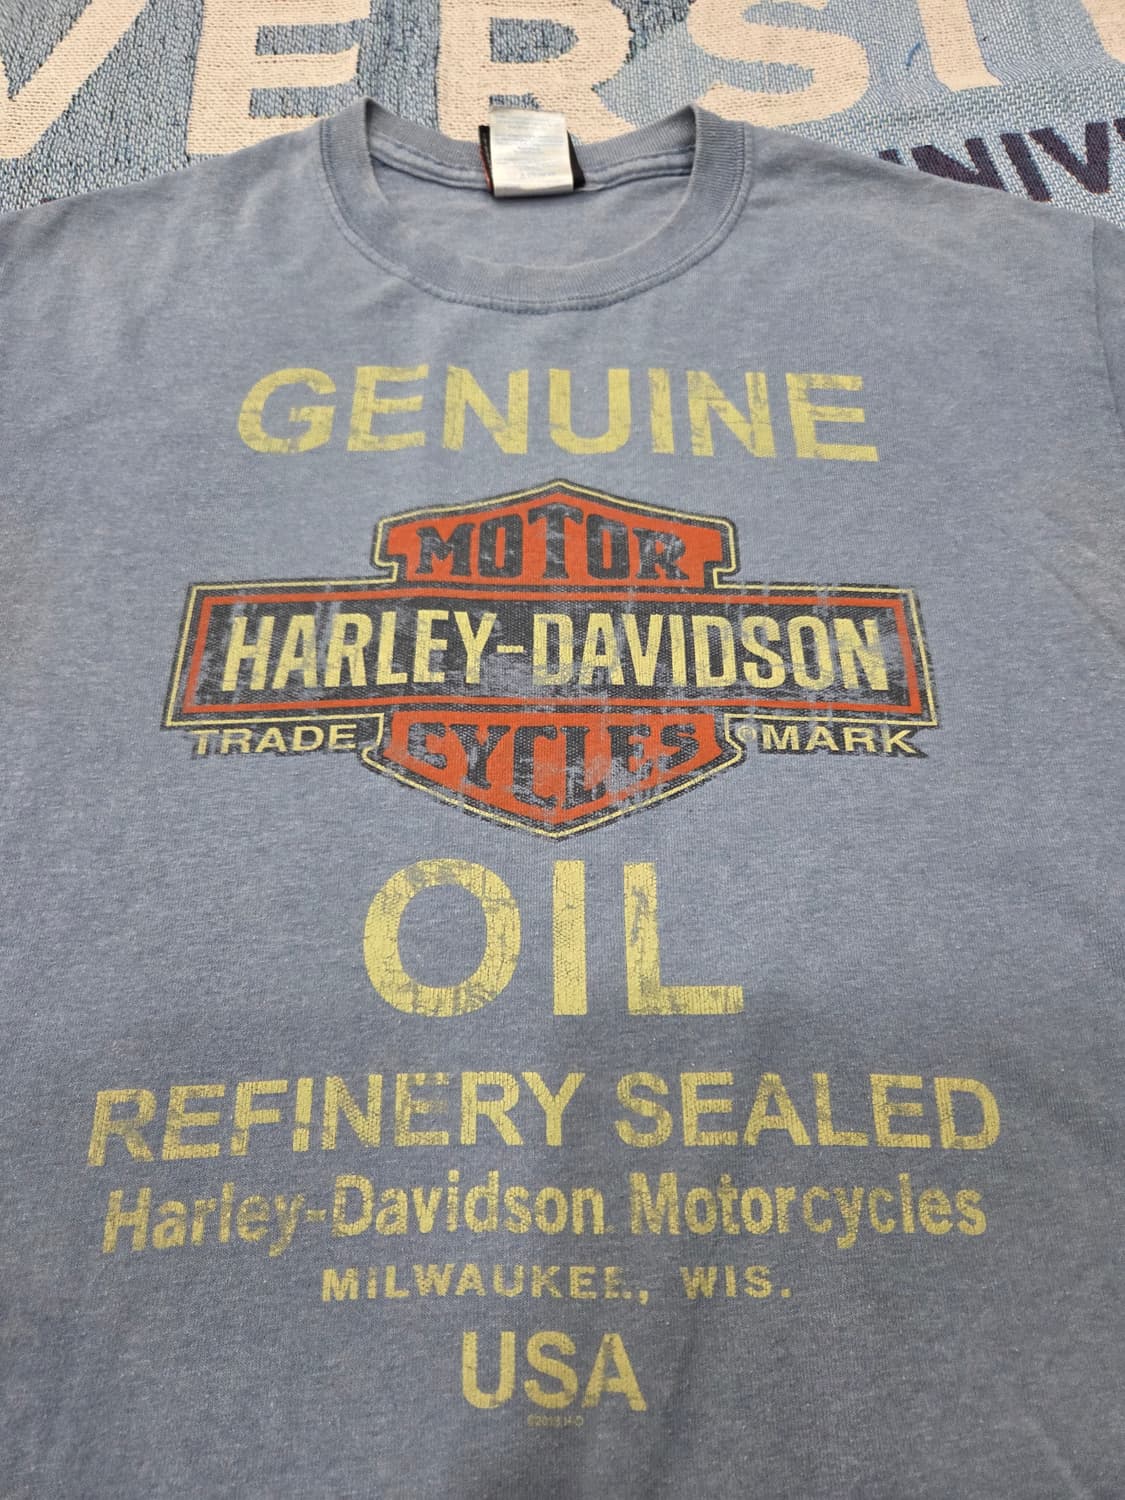 GENUINE
MOTOR
HARLEY-DAVIDSON
TRADE MARK
CYCLES
OIL
REFINERY SEALED
Harley-Davidson Motorcycles
MILWAUKEE, WIS.
USA
H-D